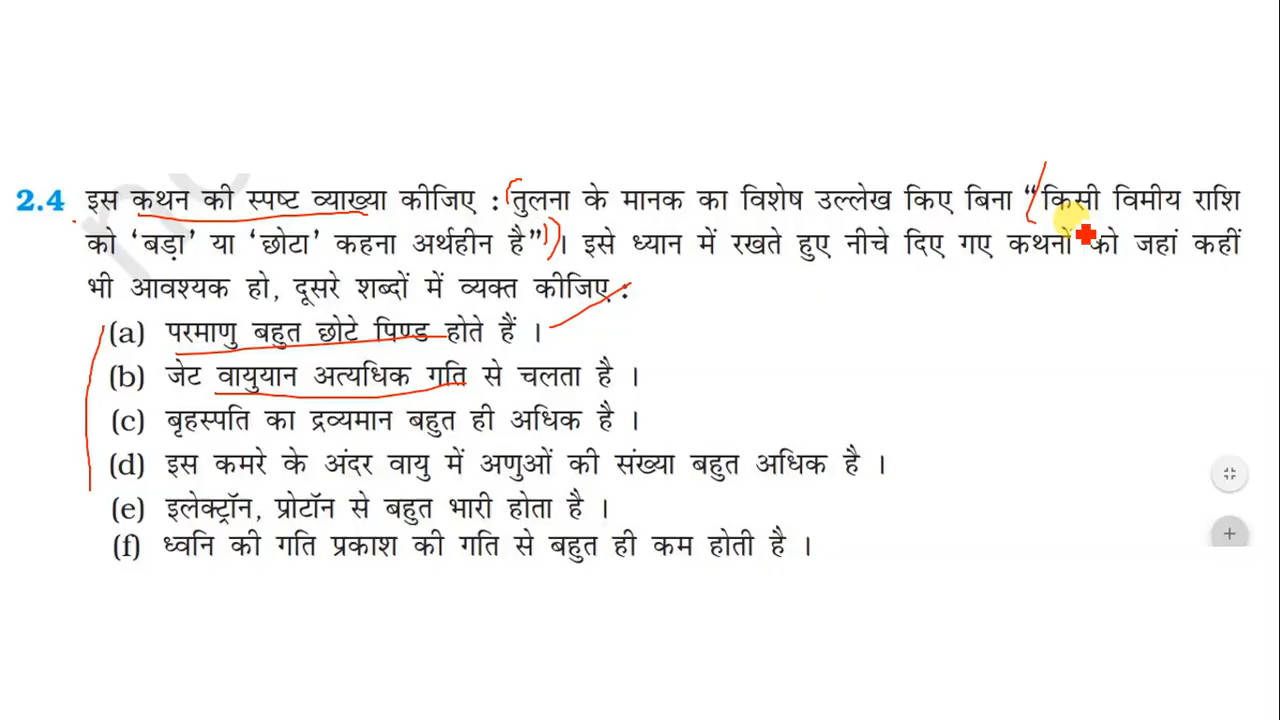 2.4 इस कथन की स्पष्ट व्याख्या कीजिए : तुलना के मानक का विशेष उल्लेख किए बिना “किसी विमीय राशि
को ‘बड़ा’ या ‘छोटा’ कहना अर्थहीन है”। इसे ध्यान में रखते हुए नीचे दिए गए कथनों को जहां कहीं
भी आवश्यक हो, दूसरे शब्दों में व्यक्त कीजिए :
(a) परमाणु बहुत छोटे पिण्ड होते हैं ।
(b) जेट वायुयान अत्यधिक गति से चलता है ।
(c) बृहस्पति का द्रव्यमान बहुत ही अधिक है ।
(d) इस कमरे के अंदर वायु में अणुओं की संख्या बहुत अधिक है ।
(e) इलेक्ट्रॉन, प्रोटॉन से बहुत भारी होता है ।
(f) ध्वनि की गति प्रकाश की गति से बहुत ही कम होती है ।